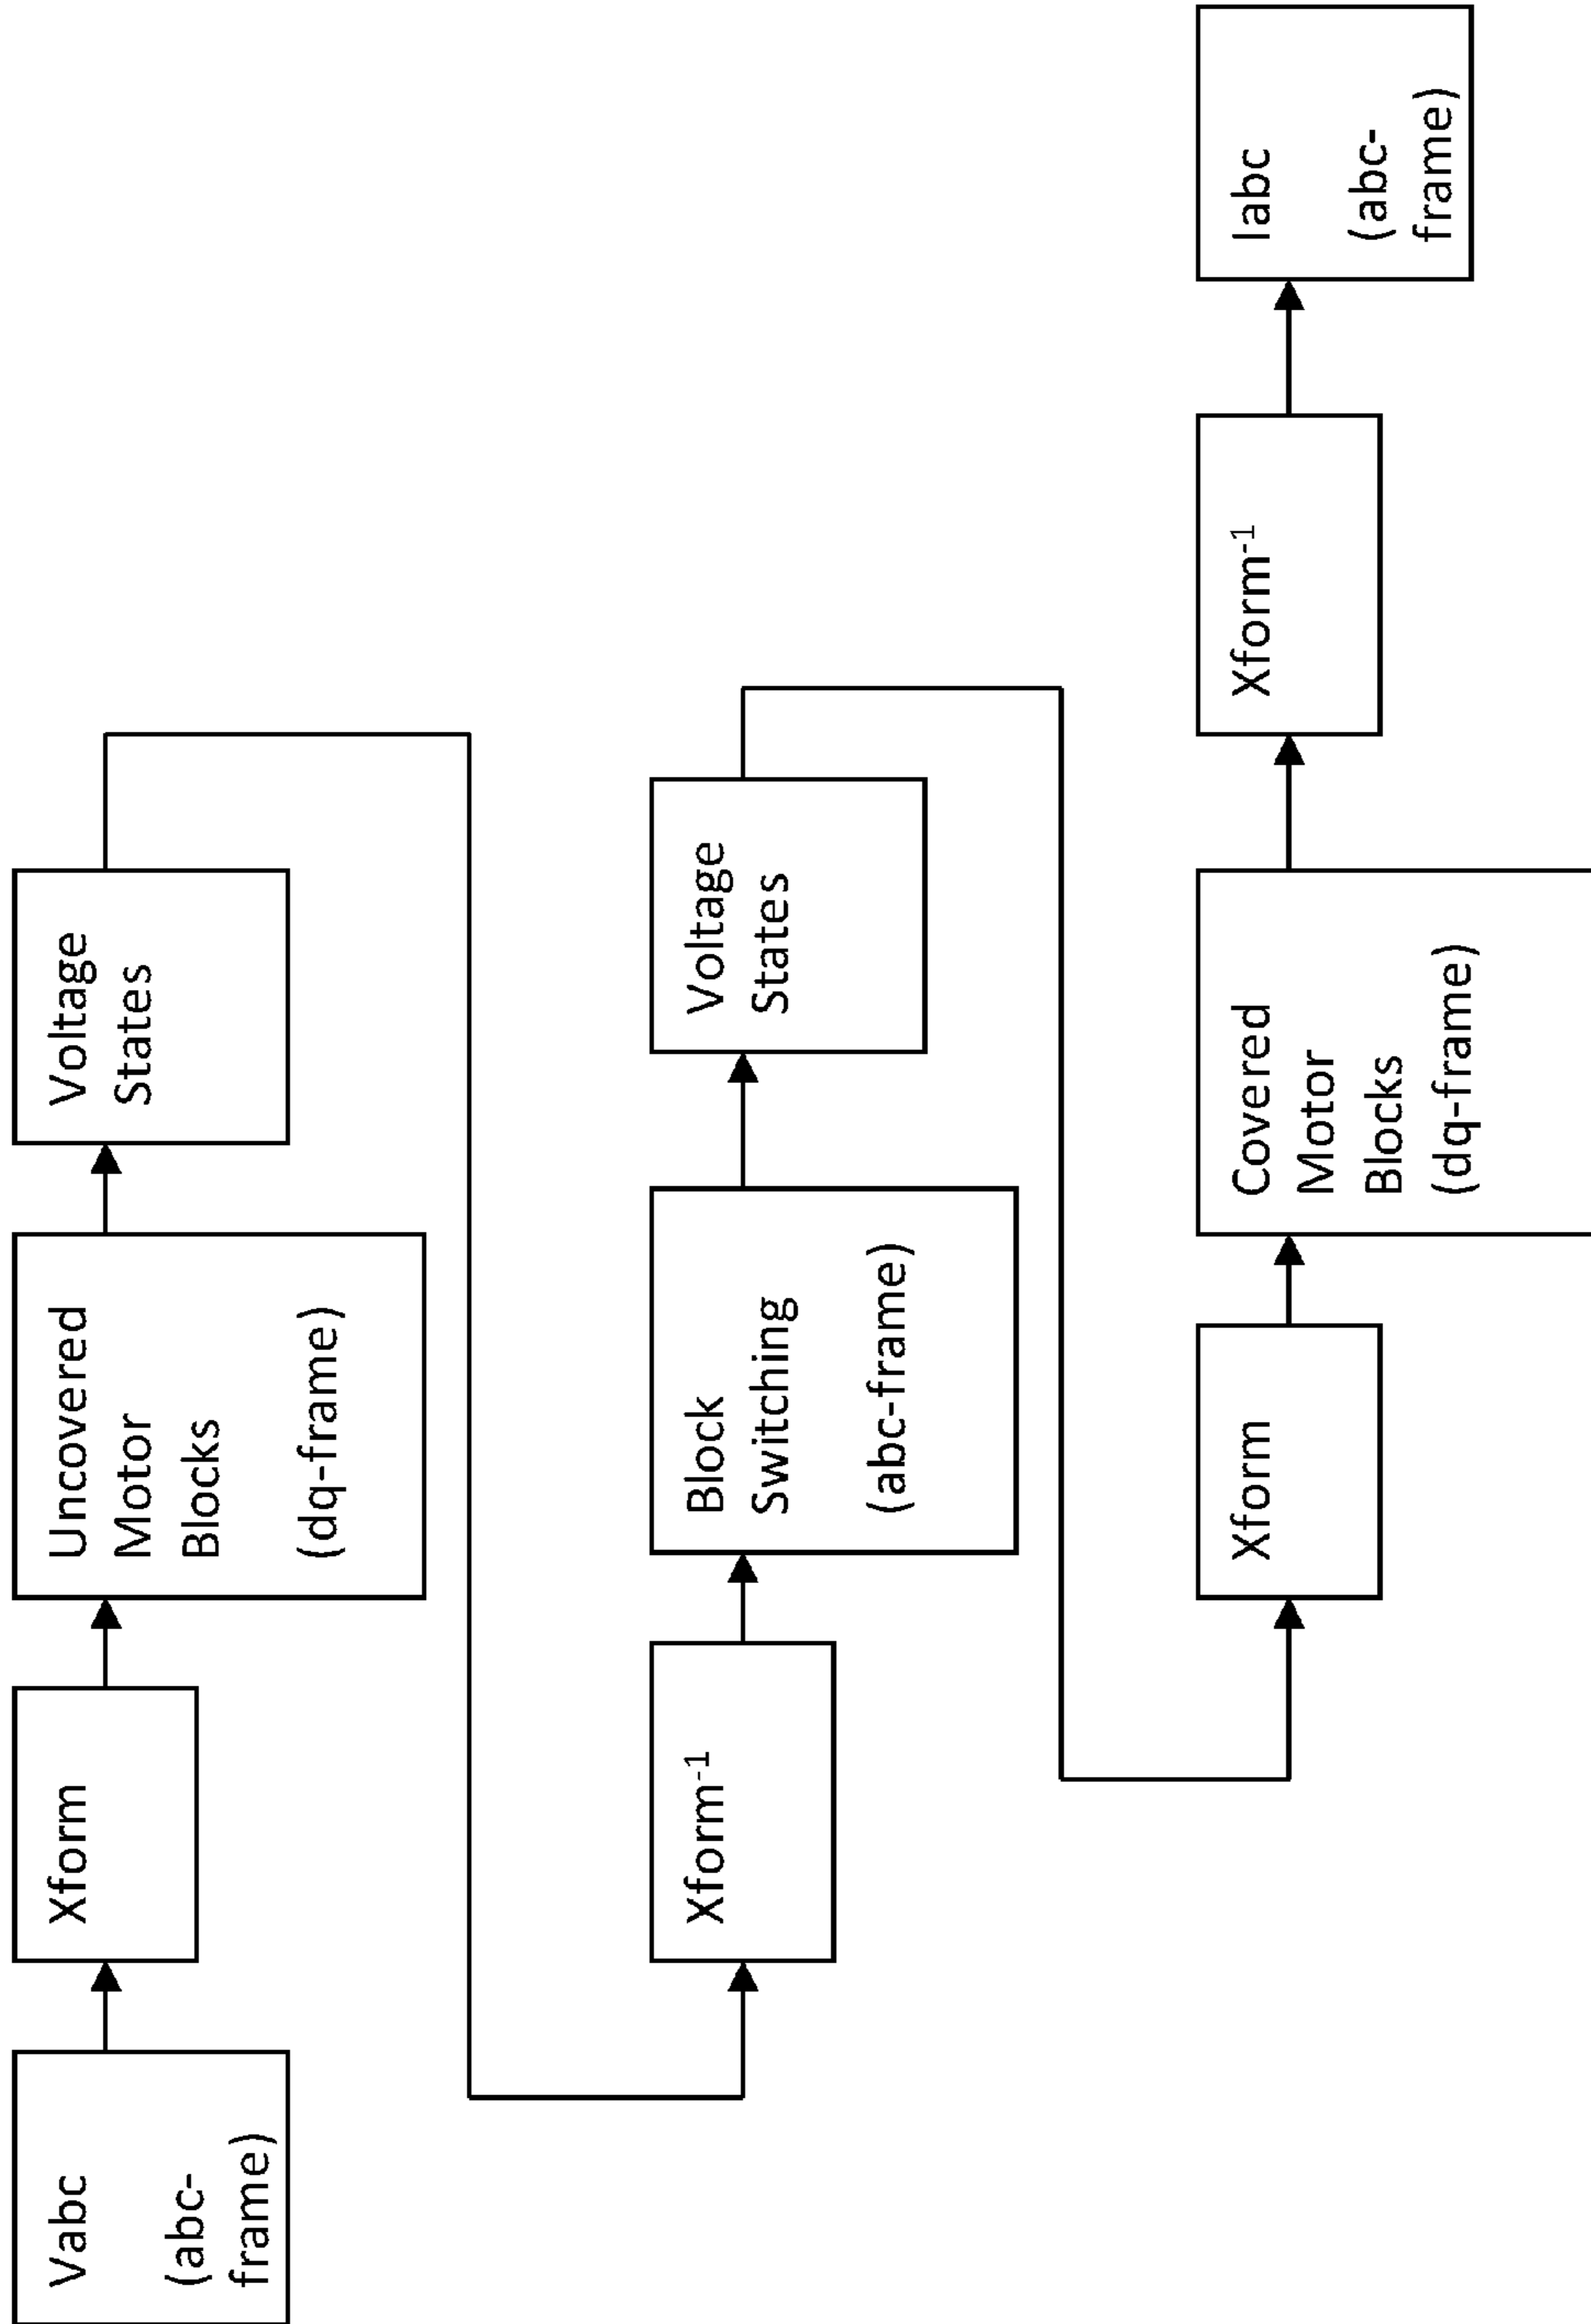 Vabc
(abc-
frame)
Xform
Uncovered
Motor
Blocks
(dq-frame)
Voltage
States
Xform⁻¹
Block
Switching
(abc-frame)
Voltage
States
Xform
Covered
Motor
Blocks
(dq-frame)
Xform⁻¹
Iabc
(abc-
frame)